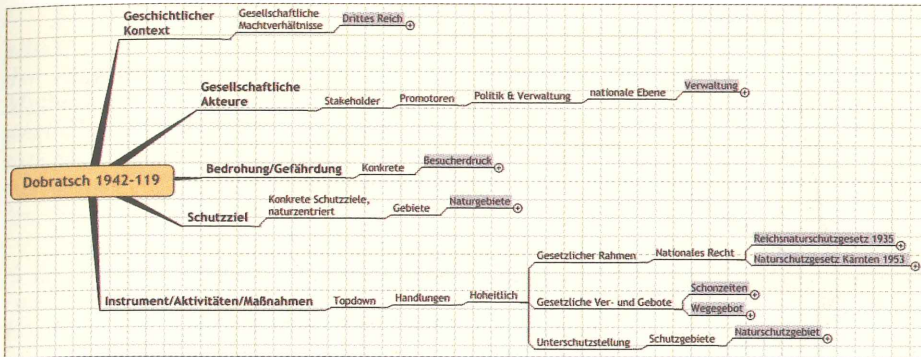 Geschichtlicher
Kontext
Gesellschaftliche
Machtverhältnisse
Drittes Reich
Gesellschaftliche
Akteure
Stakeholder
Promotoren
Politik & Verwaltung
nationale Ebene
Verwaltung
Dobratsch 1942-119
Bedrohung/Gefährdung
Konkrete
Besucherdruck
Schutzziel
Konkrete Schutzziele,
naturzentriert
Gebiete
Naturgebiete
Instrument/Aktivitäten/Maßnahmen
Topdown
Handlungen
Hoheitlich
Gesetzlicher Rahmen
Nationales Recht
Reichsnaturschutzgesetz 1935
Naturschutzgesetz Kärnten 1953
Gesetzliche Ver- und Gebote
Schonzeiten
Wegegebot
Unterschutzstellung
Schutzgebiete
Naturschutzgebiet